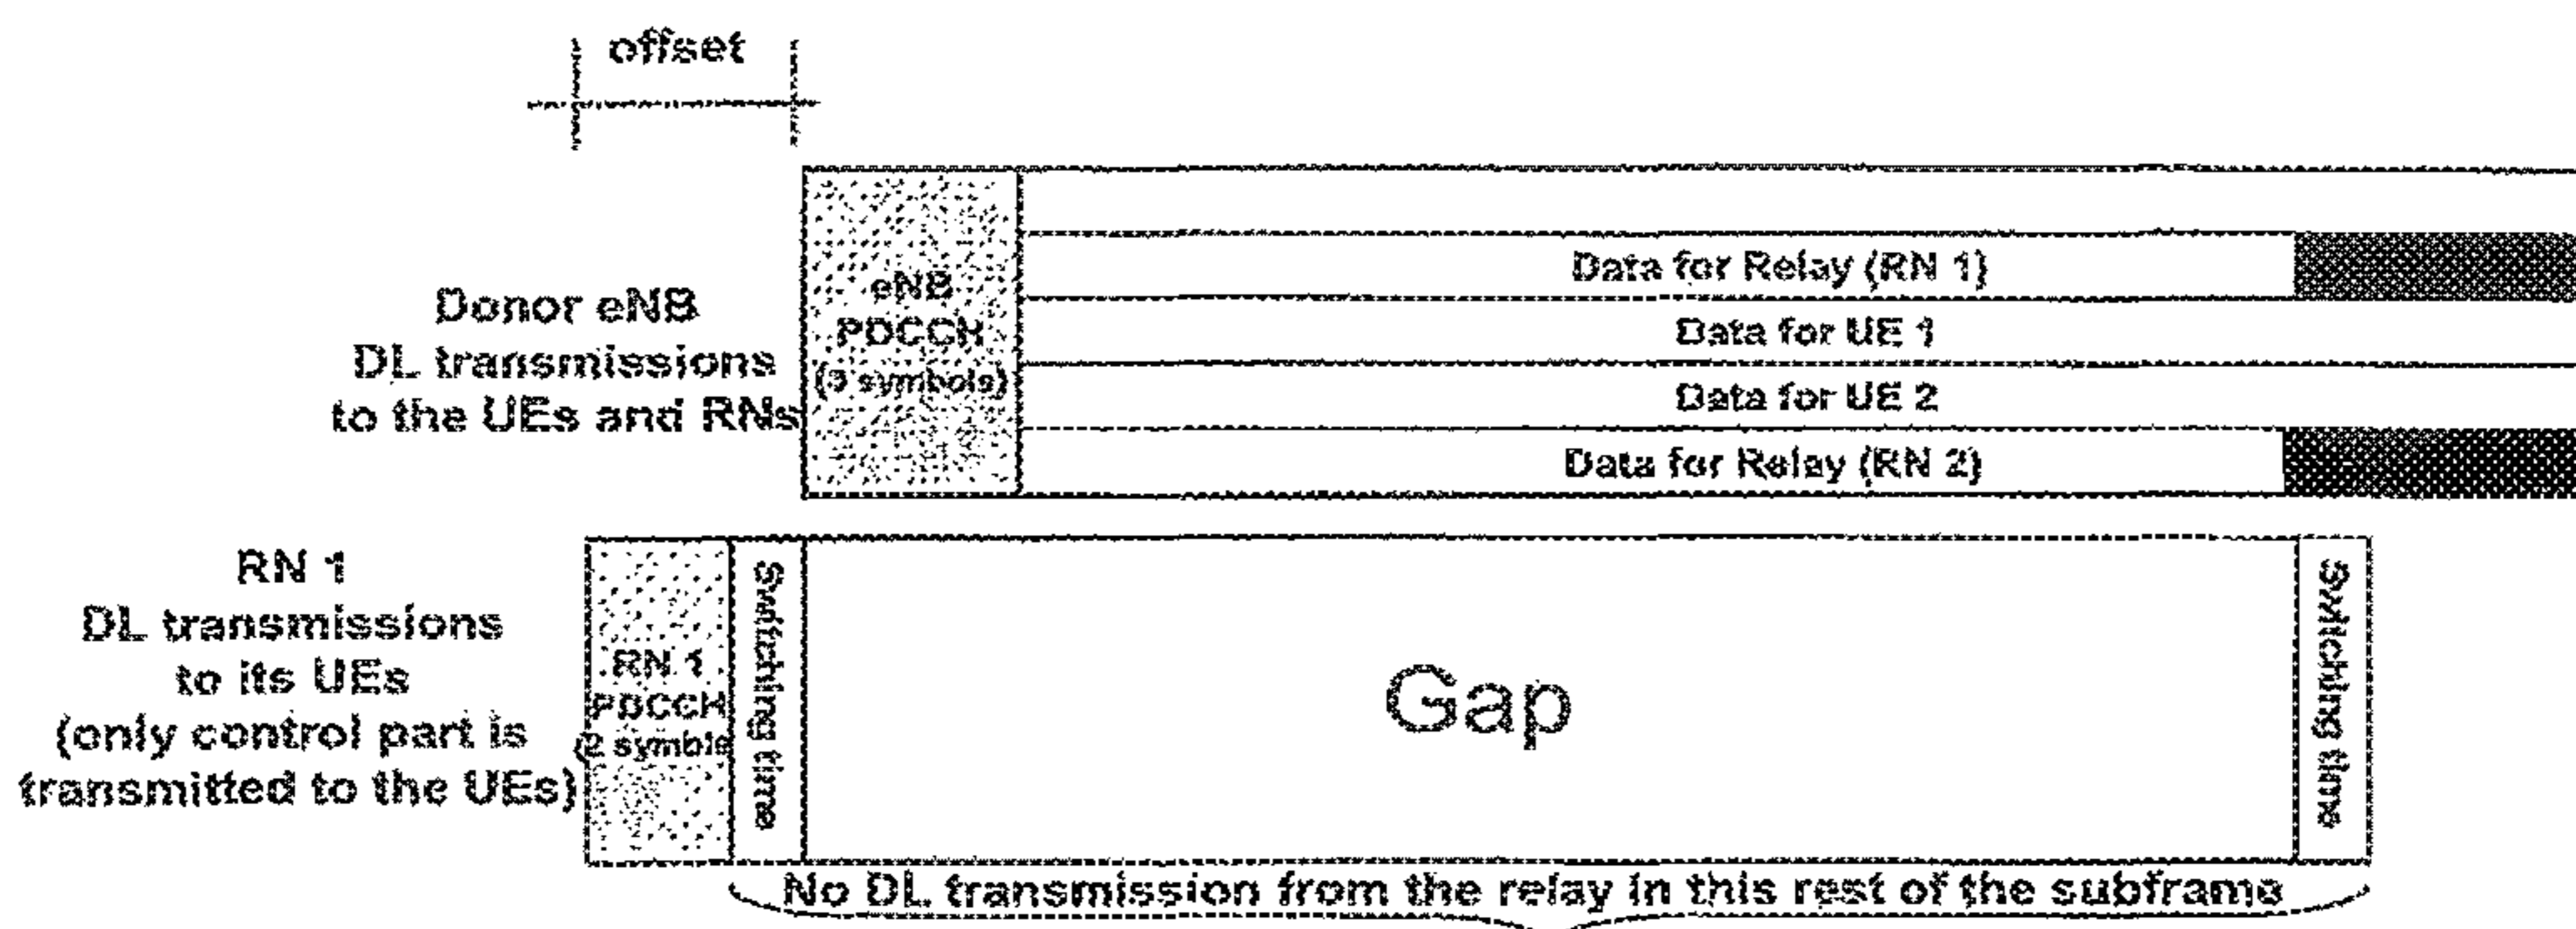 offset
Donor eNB
DL transmissions
to the UEs and RNs
eNB
PDCCH
(3 symbols)
Data for Relay (RN 1)
Data for UE 1
Data for UE 2
Data for Relay (RN 2)
RN 1
DL transmissions
to its UEs
(only control part is
transmitted to the UEs)
RN 1
PDCCH
(2 symbls
Switching time
Gap
Switching time
No DL transmission from the relay in this rest of the subframe